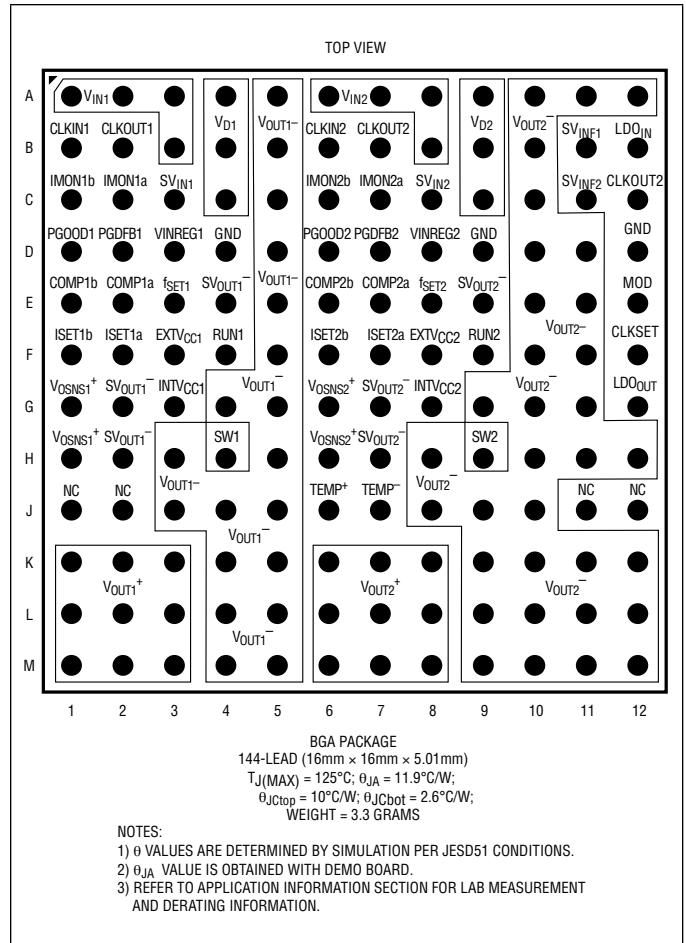 TOP VIEW
A VIN1 VIN2
VD1 VOUT1– VD2 VOUT2–
CLKIN1 CLKOUT1 CLKIN2 CLKOUT2 SVINF1 LDOIN
B
IMON1b IMON1a SVIN1 IMON2b IMON2a SVIN2 SVINF2 CLKOUT2
C
PGOOD1 PGDFB1 VINREG1 GND PGOOD2 PGDFB2 VINREG2 GND GND
D VOUT1–
COMP1b COMP1a fSET1 SVOUT1– COMP2b COMP2a fSET2 SVOUT2– MOD
E
ISET1b ISET1a EXTVCC1 RUN1 ISET2b ISET2a EXTVCC2 RUN2 VOUT2– CLKSET
F
VOSNS1+ SVOUT1– INTVCC1 VOUT1– VOSNS2+ SVOUT2– INTVCC2 VOUT2– LDOOUT
G
VOSNS1+ SVOUT1– SW1 VOSNS2+ SVOUT2– SW2
H
NC NC VOUT1– TEMP+ TEMP– VOUT2– NC NC
J
VOUT1–
K
VOUT1+ VOUT2+ VOUT2–
L
VOUT1–
M
1 2 3 4 5 6 7 8 9 10 11 12
BGA PACKAGE
144-LEAD (16mm × 16mm × 5.01mm)
TJ(MAX) = 125°C; θJA = 11.9°C/W;
θJCtop = 10°C/W; θJCbot = 2.6°C/W;
WEIGHT = 3.3 GRAMS
NOTES:
1) θ VALUES ARE DETERMINED BY SIMULATION PER JESD51 CONDITIONS.
2) θJA VALUE IS OBTAINED WITH DEMO BOARD.
3) REFER TO APPLICATION INFORMATION SECTION FOR LAB MEASUREMENT
AND DERATING INFORMATION.